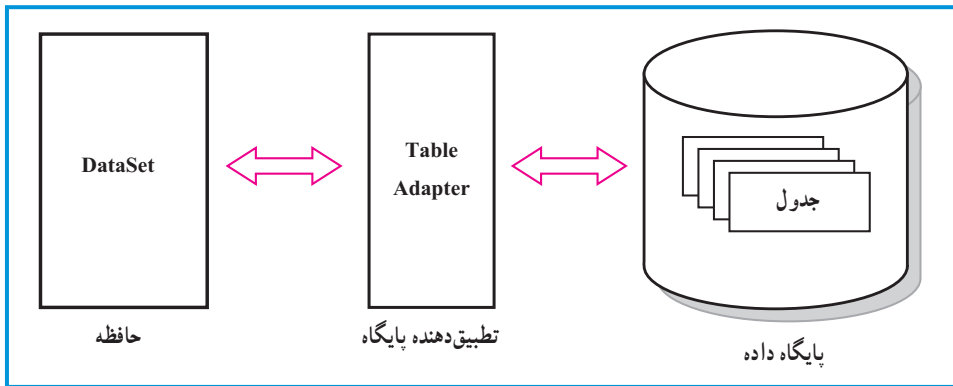 DataSet
Table
Adapter
جدول
حافظه
تطبیق‌دهنده پایگاه
پایگاه داده